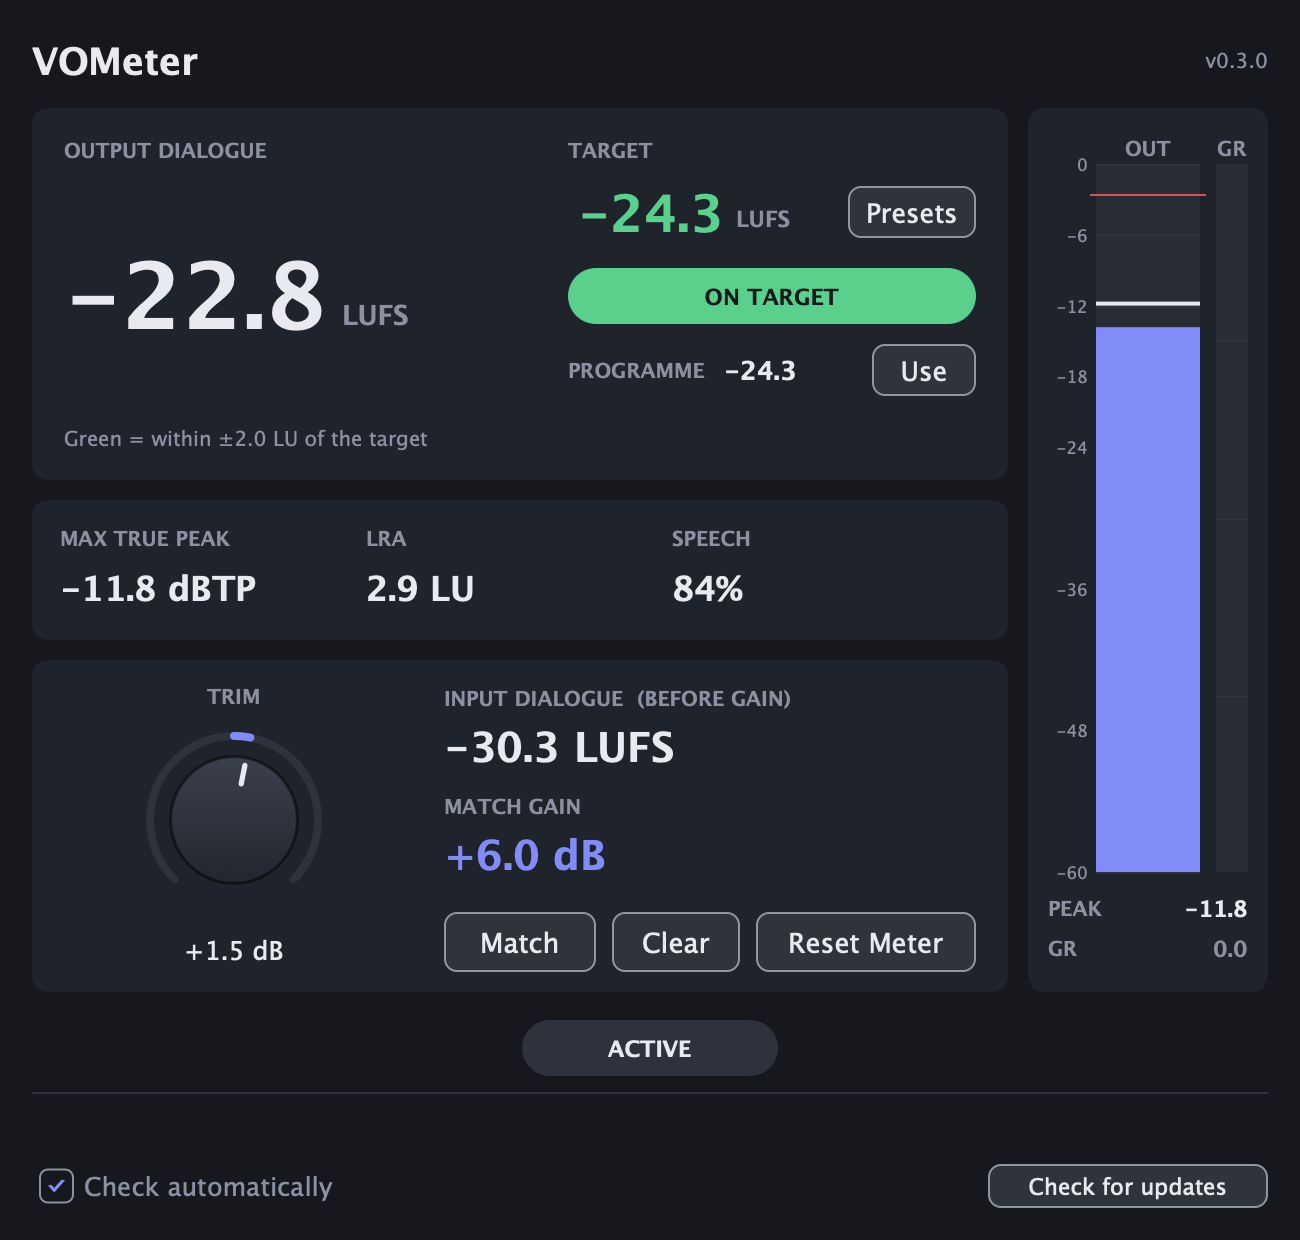 VOMeter
v0.3.0
OUTPUT DIALOGUE
−22.8 LUFS
Green = within ±2.0 LU of the target
TARGET
−24.3 LUFS
Presets
ON TARGET
PROGRAMME −24.3
Use
MAX TRUE PEAK
−11.8 dBTP
LRA
2.9 LU
SPEECH
84%
TRIM
+1.5 dB
INPUT DIALOGUE (BEFORE GAIN)
−30.3 LUFS
MATCH GAIN
+6.0 dB
Match
Clear
Reset Meter
OUT GR
0
−6
−12
−18
−24
−36
−48
−60
PEAK −11.8
GR 0.0
ACTIVE
Check automatically
Check for updates